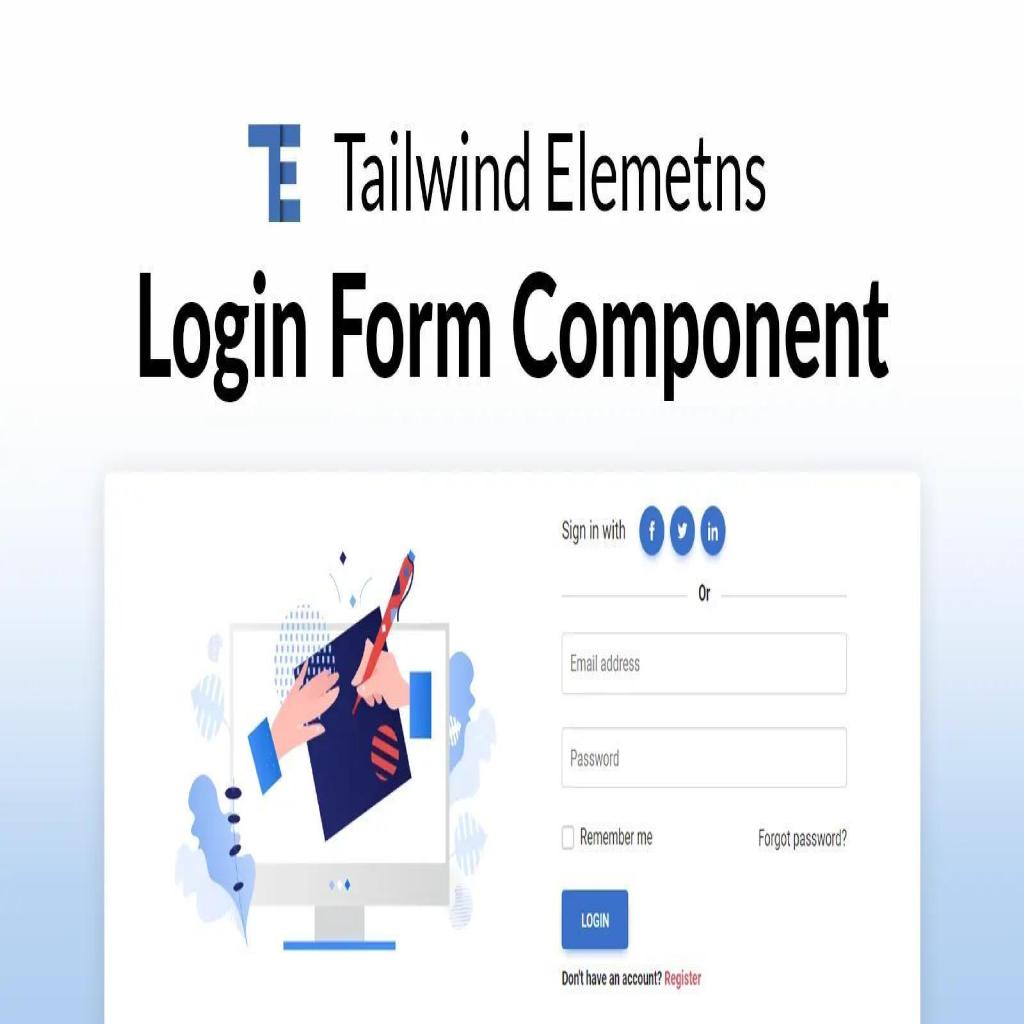 TE Tailwind Elemetns
Login Form Component
Sign in with f in
Or
Email address
Password
Remember me Forgot password?
LOGIN
Don't have an account? Register